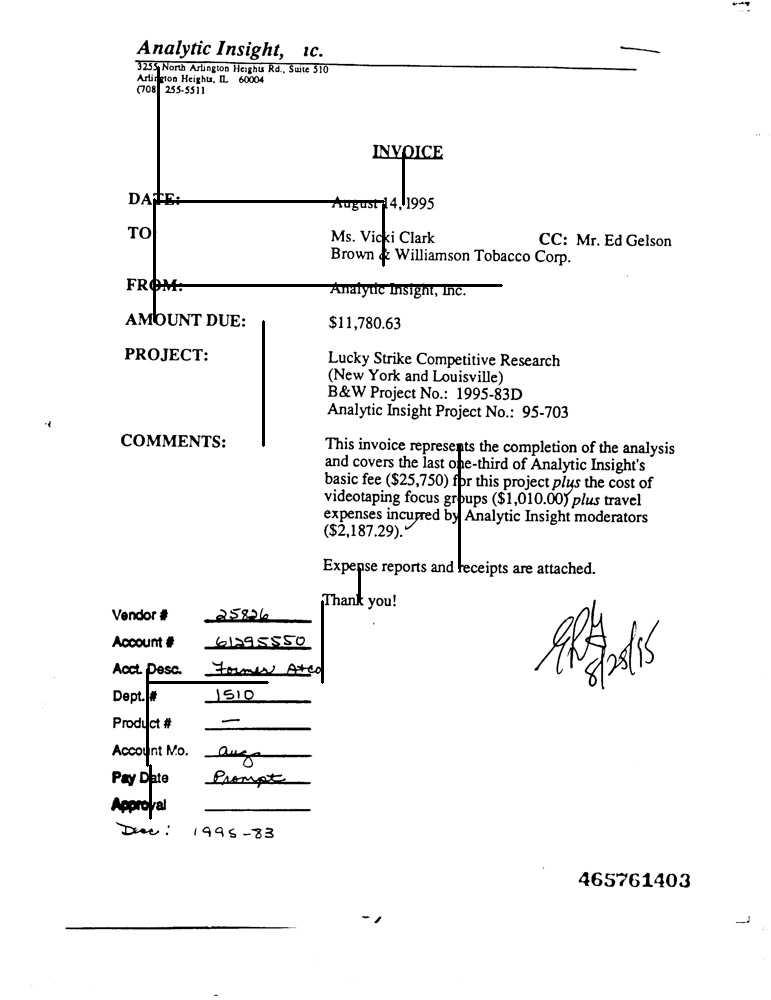 Analytic Insight, IC.
3255 North Arlington Heights Rd., Suite 510
Arlington Heights, IL 60004
(708) 255-5511
INVOICE
DATE: August 14, 1995
TO Ms. Vicki Clark CC: Mr. Ed Gelson
Brown & Williamson Tobacco Corp.
FROM: Analytic Insight, Inc.
AMOUNT DUE: $11,780.63
PROJECT: Lucky Strike Competitive Research
(New York and Louisville)
B&W Project No.: 1995-83D
Analytic Insight Project No.: 95-703
COMMENTS: This invoice represents the completion of the analysis
and covers the last one-third of Analytic Insight's
basic fee ($25,750) for this project plus the cost of
videotaping focus groups ($1,010.00) plus travel
expenses incurred by Analytic Insight moderators
($2,187.29).
Expense reports and receipts are attached.
Thank you!
Vendor # 25826
Account # 61295550
Acct. Desc. Former Atco
Dept. # 1510
Product # —
Account Mo. Aug
Pay Date Prompt
Approval
1995-83
8/28/95
465761403